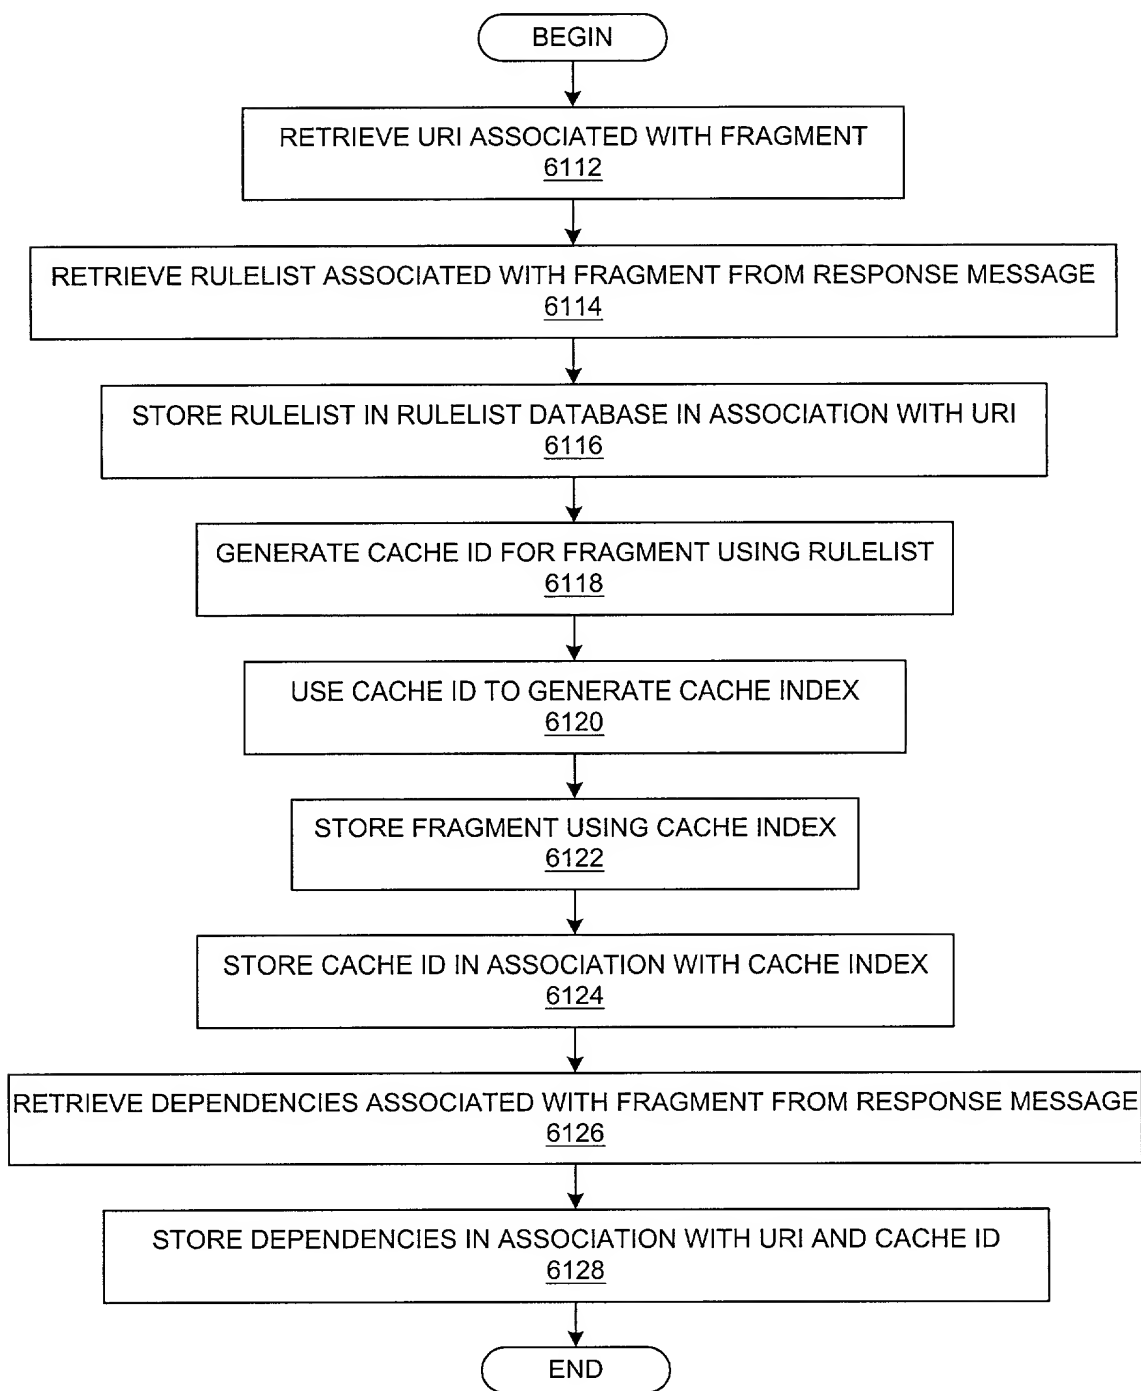 BEGIN
RETRIEVE URI ASSOCIATED WITH FRAGMENT
6112
RETRIEVE RULELIST ASSOCIATED WITH FRAGMENT FROM RESPONSE MESSAGE
6114
STORE RULELIST IN RULELIST DATABASE IN ASSOCIATION WITH URI
6116
GENERATE CACHE ID FOR FRAGMENT USING RULELIST
6118
USE CACHE ID TO GENERATE CACHE INDEX
6120
STORE FRAGMENT USING CACHE INDEX
6122
STORE CACHE ID IN ASSOCIATION WITH CACHE INDEX
6124
RETRIEVE DEPENDENCIES ASSOCIATED WITH FRAGMENT FROM RESPONSE MESSAGE
6126
STORE DEPENDENCIES IN ASSOCIATION WITH URI AND CACHE ID
6128
END